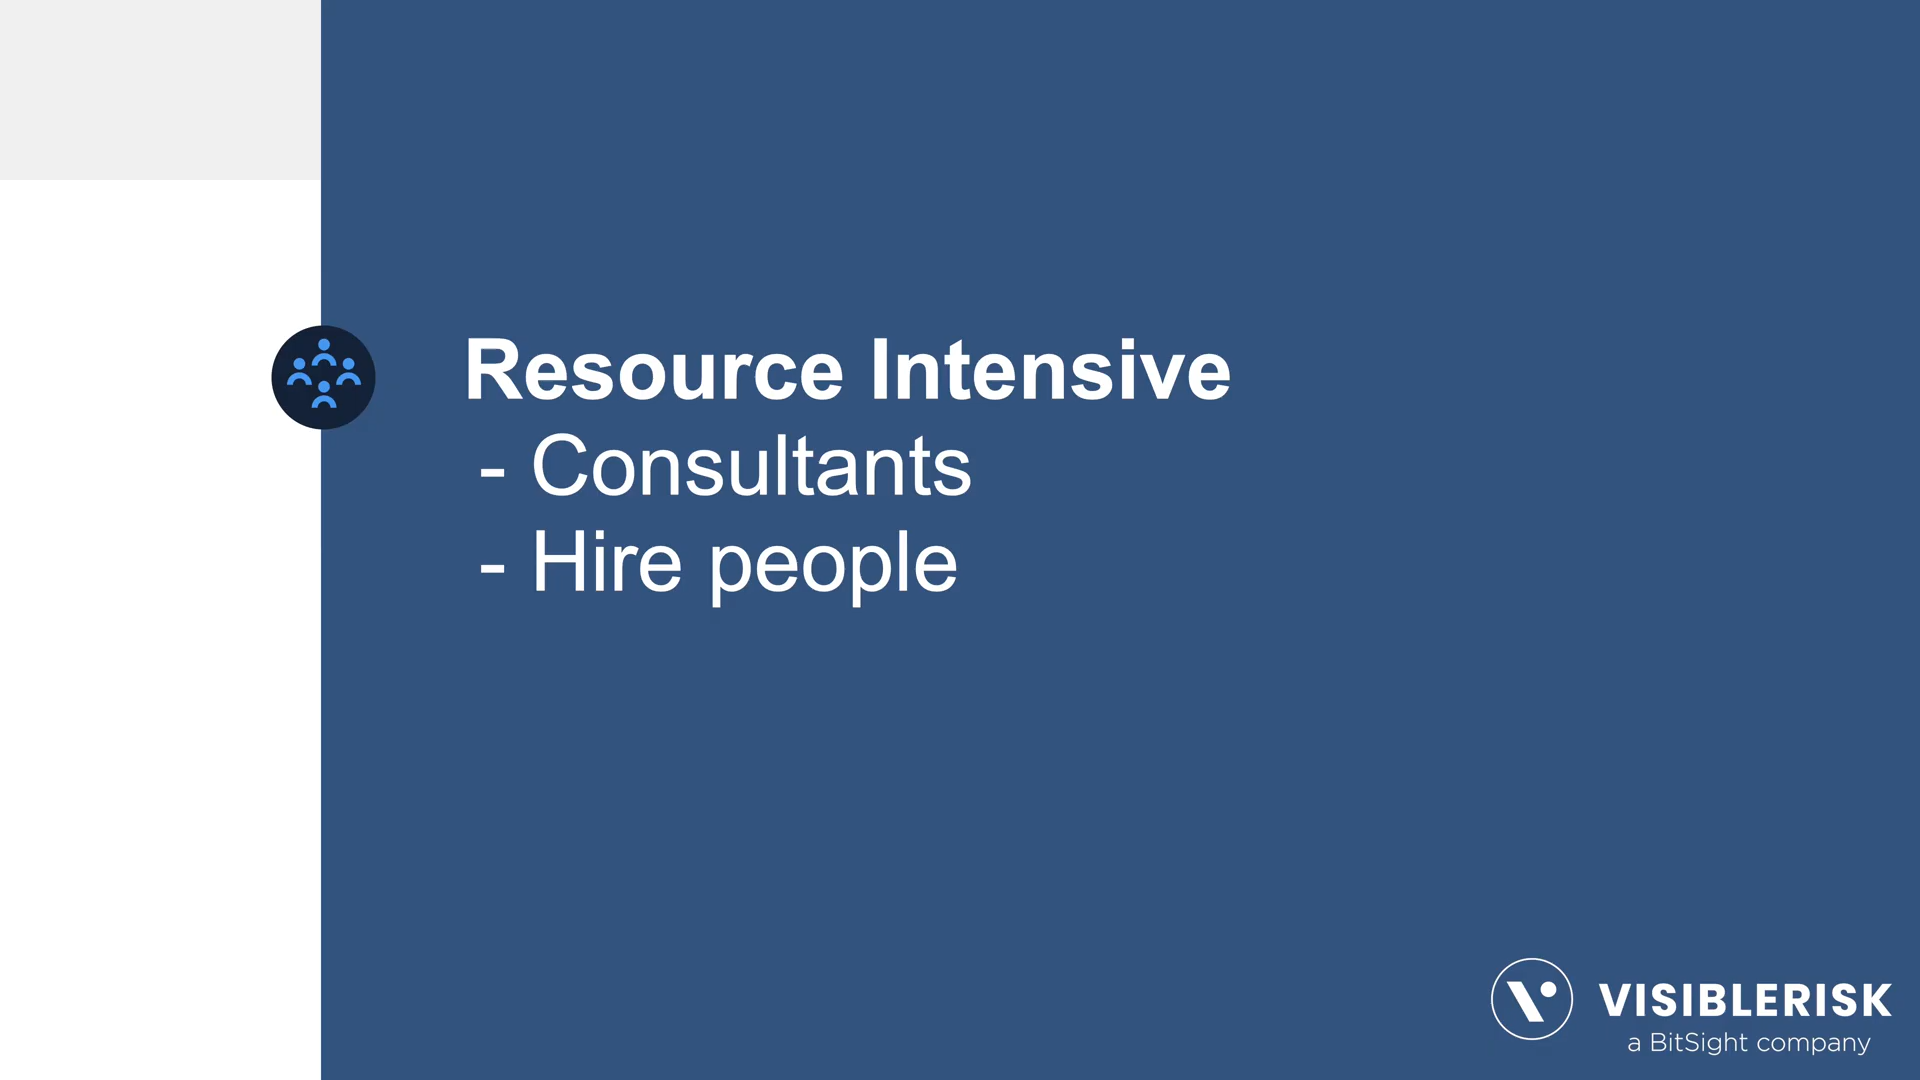 Resource Intensive
- Consultants
- Hire people
VISIBLERISK
a BitSight company